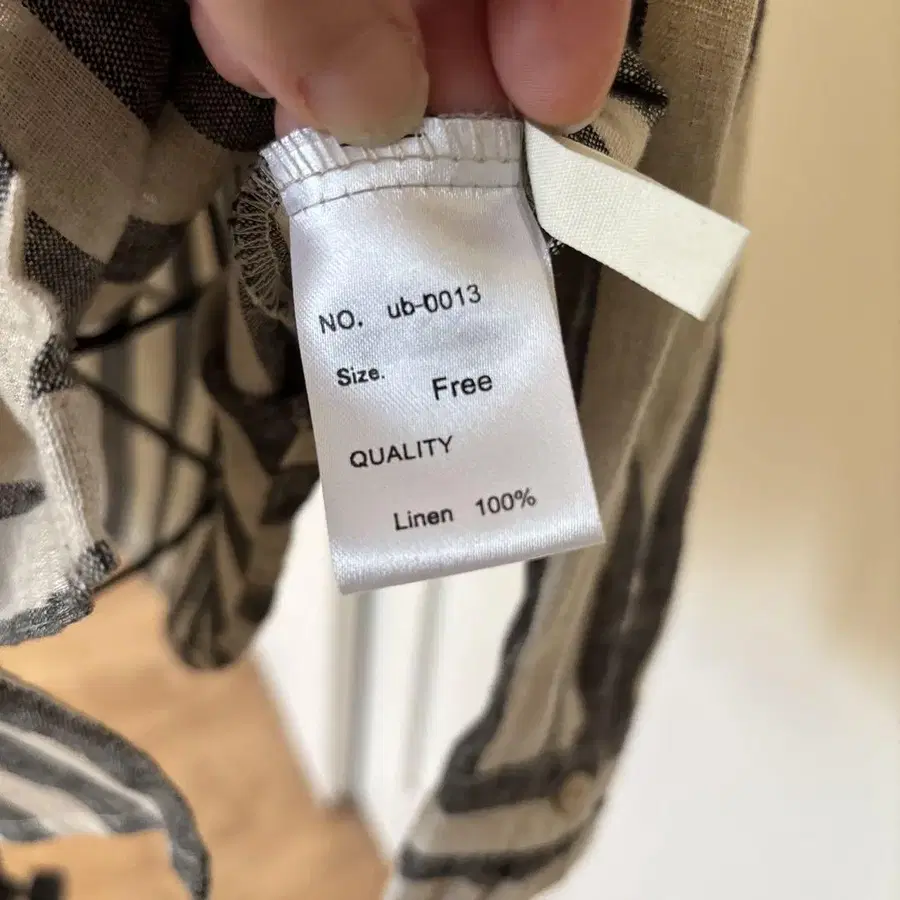 NO. ub-0013
Size. Free
QUALITY
Linen 100%